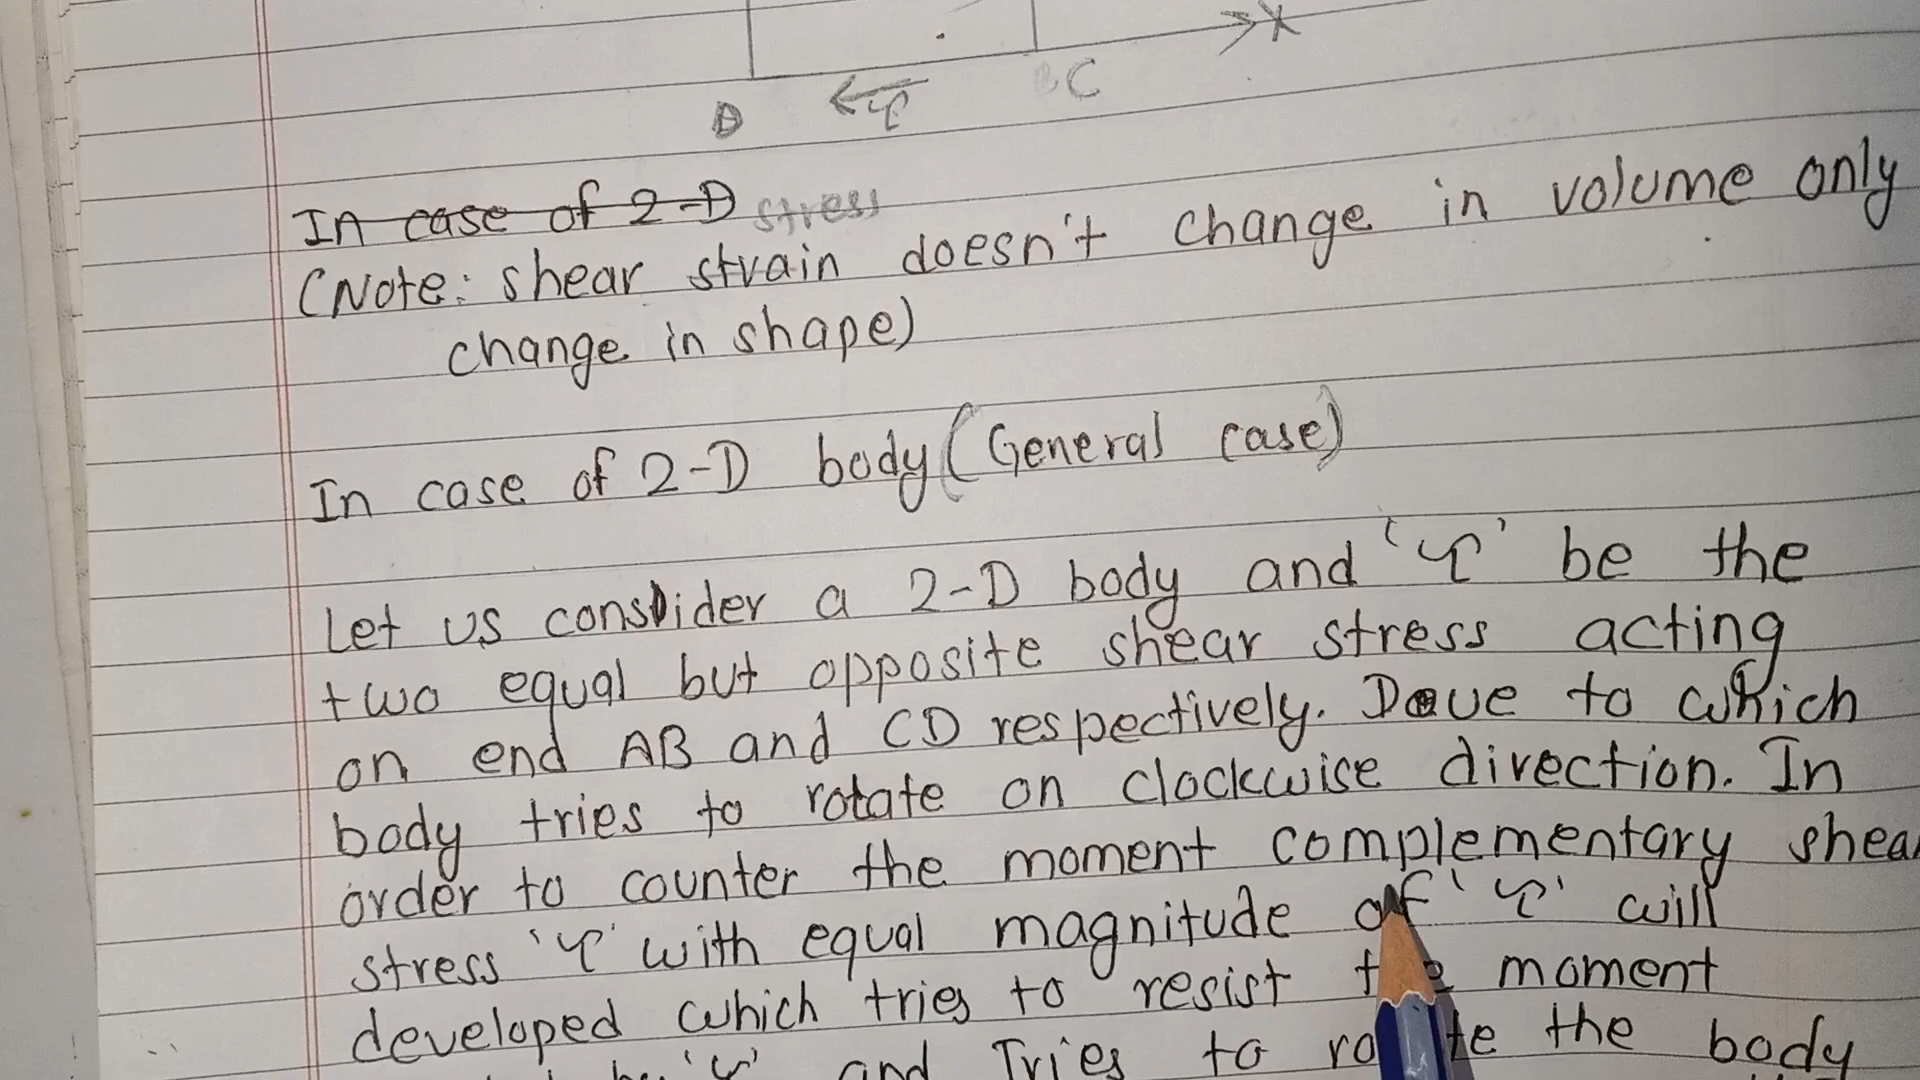 X
D ← τ C
In case of 2-D stress
(Note: shear strain doesn't change in volume only
change in shape)
In case of 2-D body (General case)
Let us consider a 2-D body and 'τ' be the
two equal but opposite shear stress acting
on end AB and CD respectively. Due to which
body tries to rotate on clockwise direction. In
order to counter the moment complementary shear
stress 'τ' with equal magnitude of 'τ' will
developed which tries to resist the moment
'τ' and Tries to rotate the body